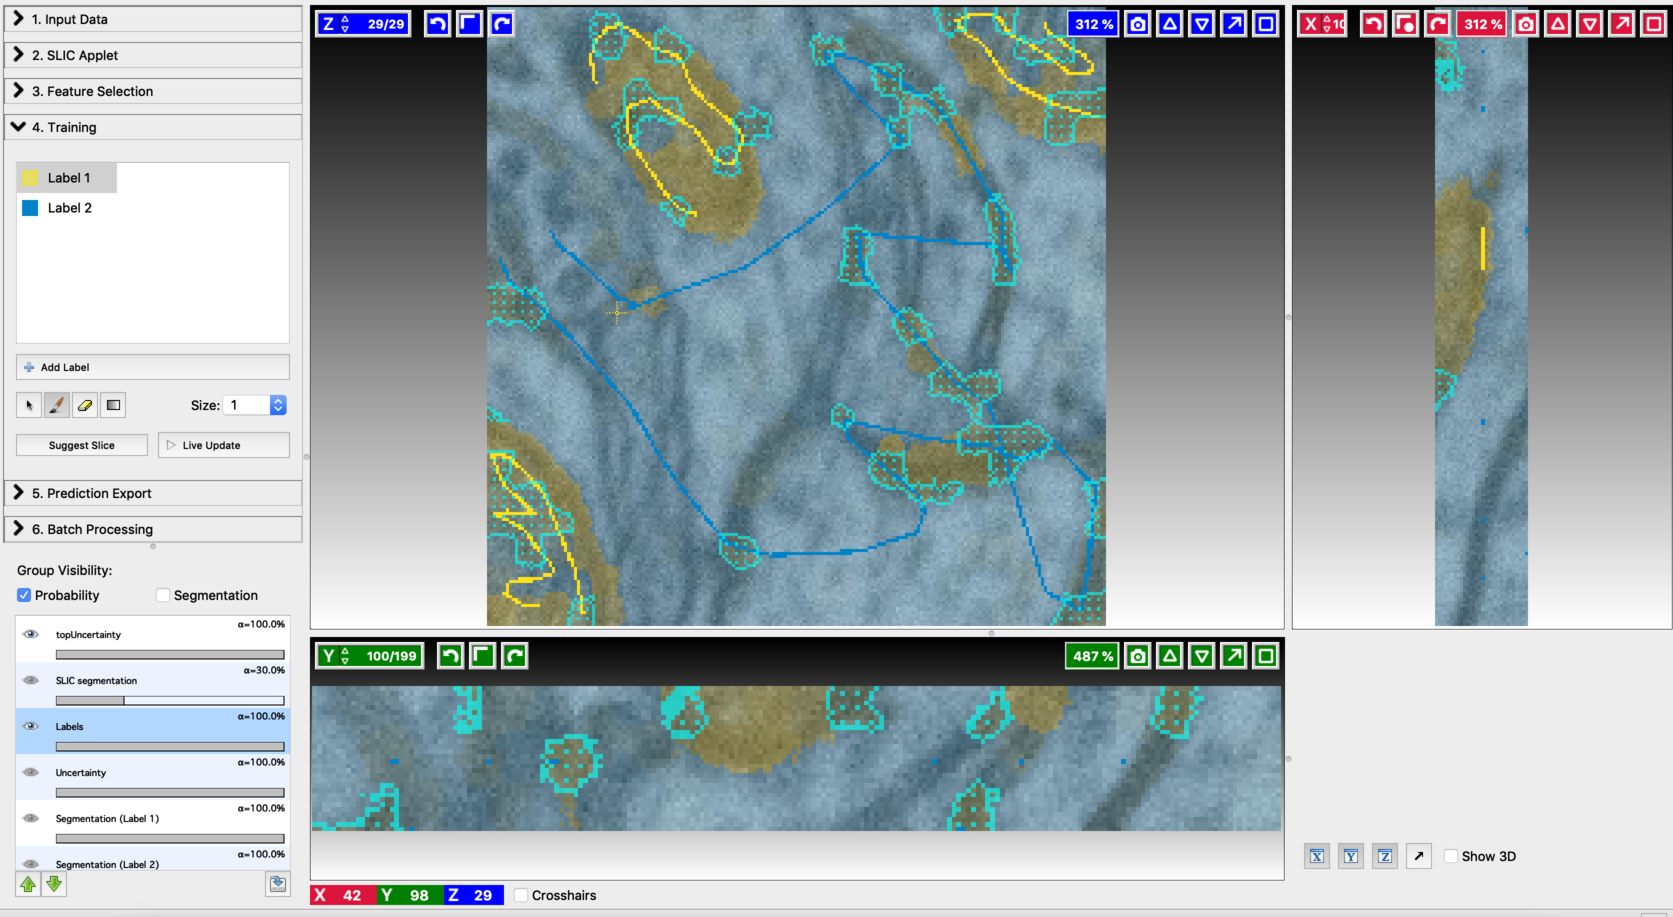 1. Input Data
2. SLIC Applet
3. Feature Selection
4. Training
Label 1
Label 2
Add Label
Size: 1
Suggest Slice
Live Update
5. Prediction Export
6. Batch Processing
Group Visibility:
Probability
Segmentation
α=100.0%
topUncertainty
α=30.0%
SLIC segmentation
α=100.0%
Labels
α=100.0%
Uncertainty
α=100.0%
Segmentation (Label 1)
α=100.0%
Segmentation (Label 2)
Z 29/29
312 %
X 10
312 %
Y 100/199
487 %
X 42 Y 98 Z 29
Crosshairs
X Y Z
Show 3D